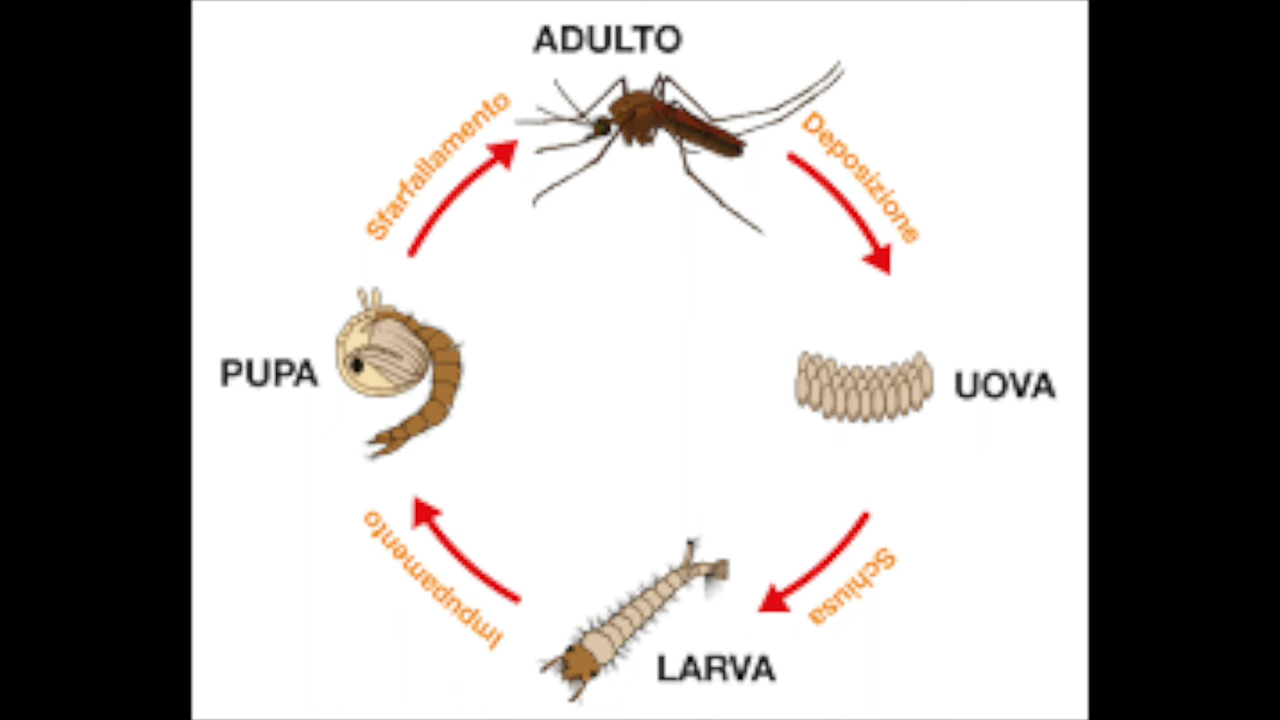 ADULTO
Sfarfallamento
Deposizione
PUPA
UOVA
Impupamento
Schiusa
LARVA